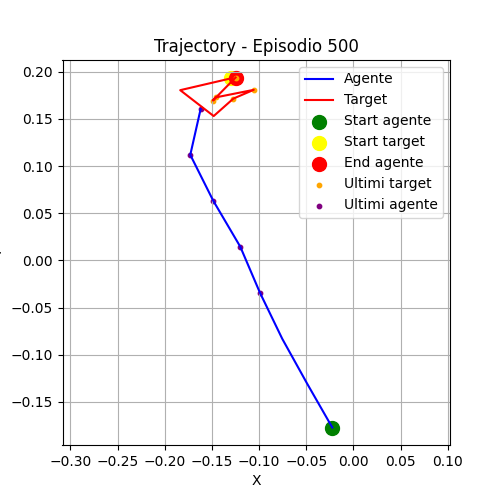 Trajectory - Episodio 500
Agente
Target
Start agente
Start target
End agente
Ultimi target
Ultimi agente
0.20
0.15
0.10
0.05
0.00
−0.05
−0.10
−0.15
−0.30 −0.25 −0.20 −0.15 −0.10 −0.05 0.00 0.05 0.10
X